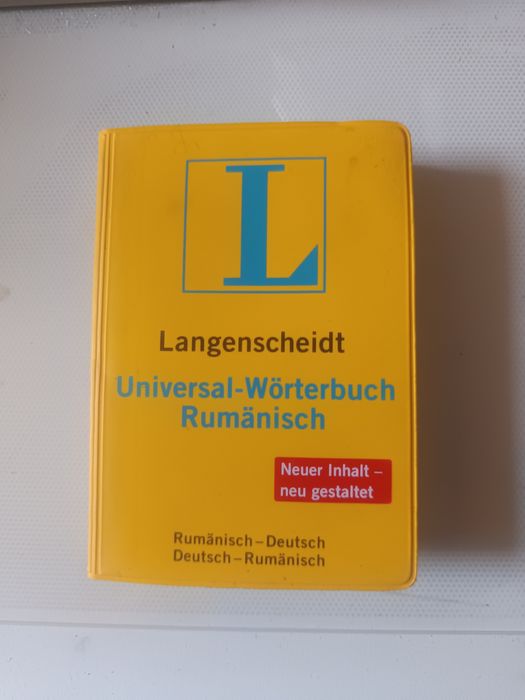 L
Langenscheidt
Universal-Wörterbuch
Rumänisch
Neuer Inhalt –
neu gestaltet
Rumänisch – Deutsch
Deutsch – Rumänisch